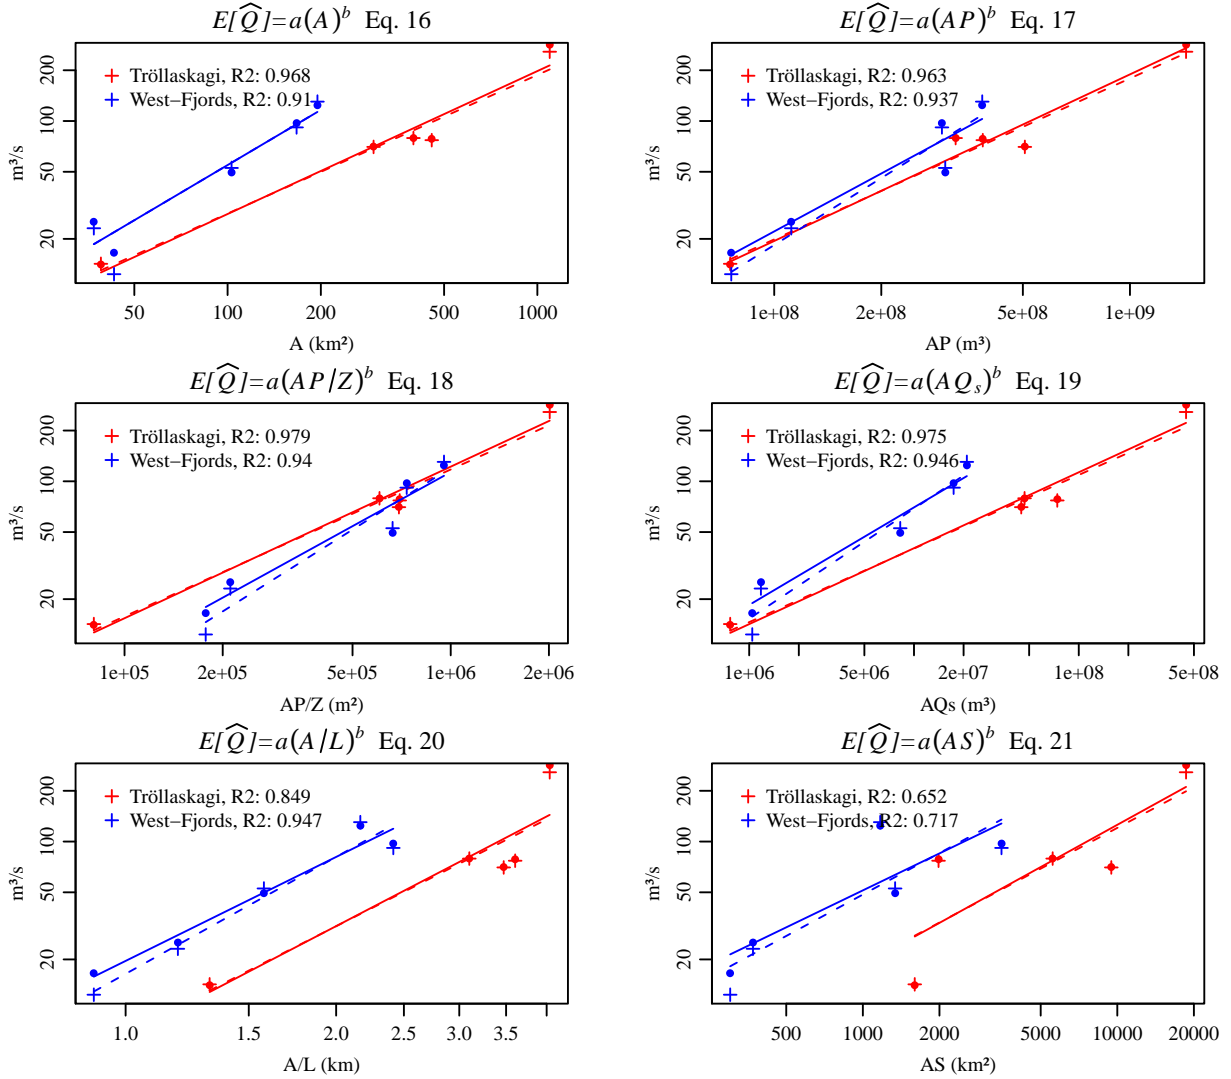 E[Q̂]=a(A)^b Eq. 16
200
100
50
20
m³/s
Tröllaskagi, R2: 0.968
West−Fjords, R2: 0.91
50 100 200 500 1000
A (km²)
E[Q̂]=a(AP)^b Eq. 17
200
100
50
20
m³/s
Tröllaskagi, R2: 0.963
West−Fjords, R2: 0.937
1e+08 2e+08 5e+08 1e+09
AP (m³)
E[Q̂]=a(AP/Z)^b Eq. 18
200
100
50
20
m³/s
Tröllaskagi, R2: 0.979
West−Fjords, R2: 0.94
1e+05 2e+05 5e+05 1e+06 2e+06
AP/Z (m²)
E[Q̂]=a(AQ_s)^b Eq. 19
200
100
50
20
m³/s
Tröllaskagi, R2: 0.975
West−Fjords, R2: 0.946
1e+06 5e+06 2e+07 1e+08 5e+08
AQs (m³)
E[Q̂]=a(A/L)^b Eq. 20
200
100
50
20
m³/s
Tröllaskagi, R2: 0.849
West−Fjords, R2: 0.947
1.0 1.5 2.0 2.5 3.0 3.5
A/L (km)
E[Q̂]=a(AS)^b Eq. 21
200
100
50
20
m³/s
Tröllaskagi, R2: 0.652
West−Fjords, R2: 0.717
500 1000 2000 5000 10000 20000
AS (km²)